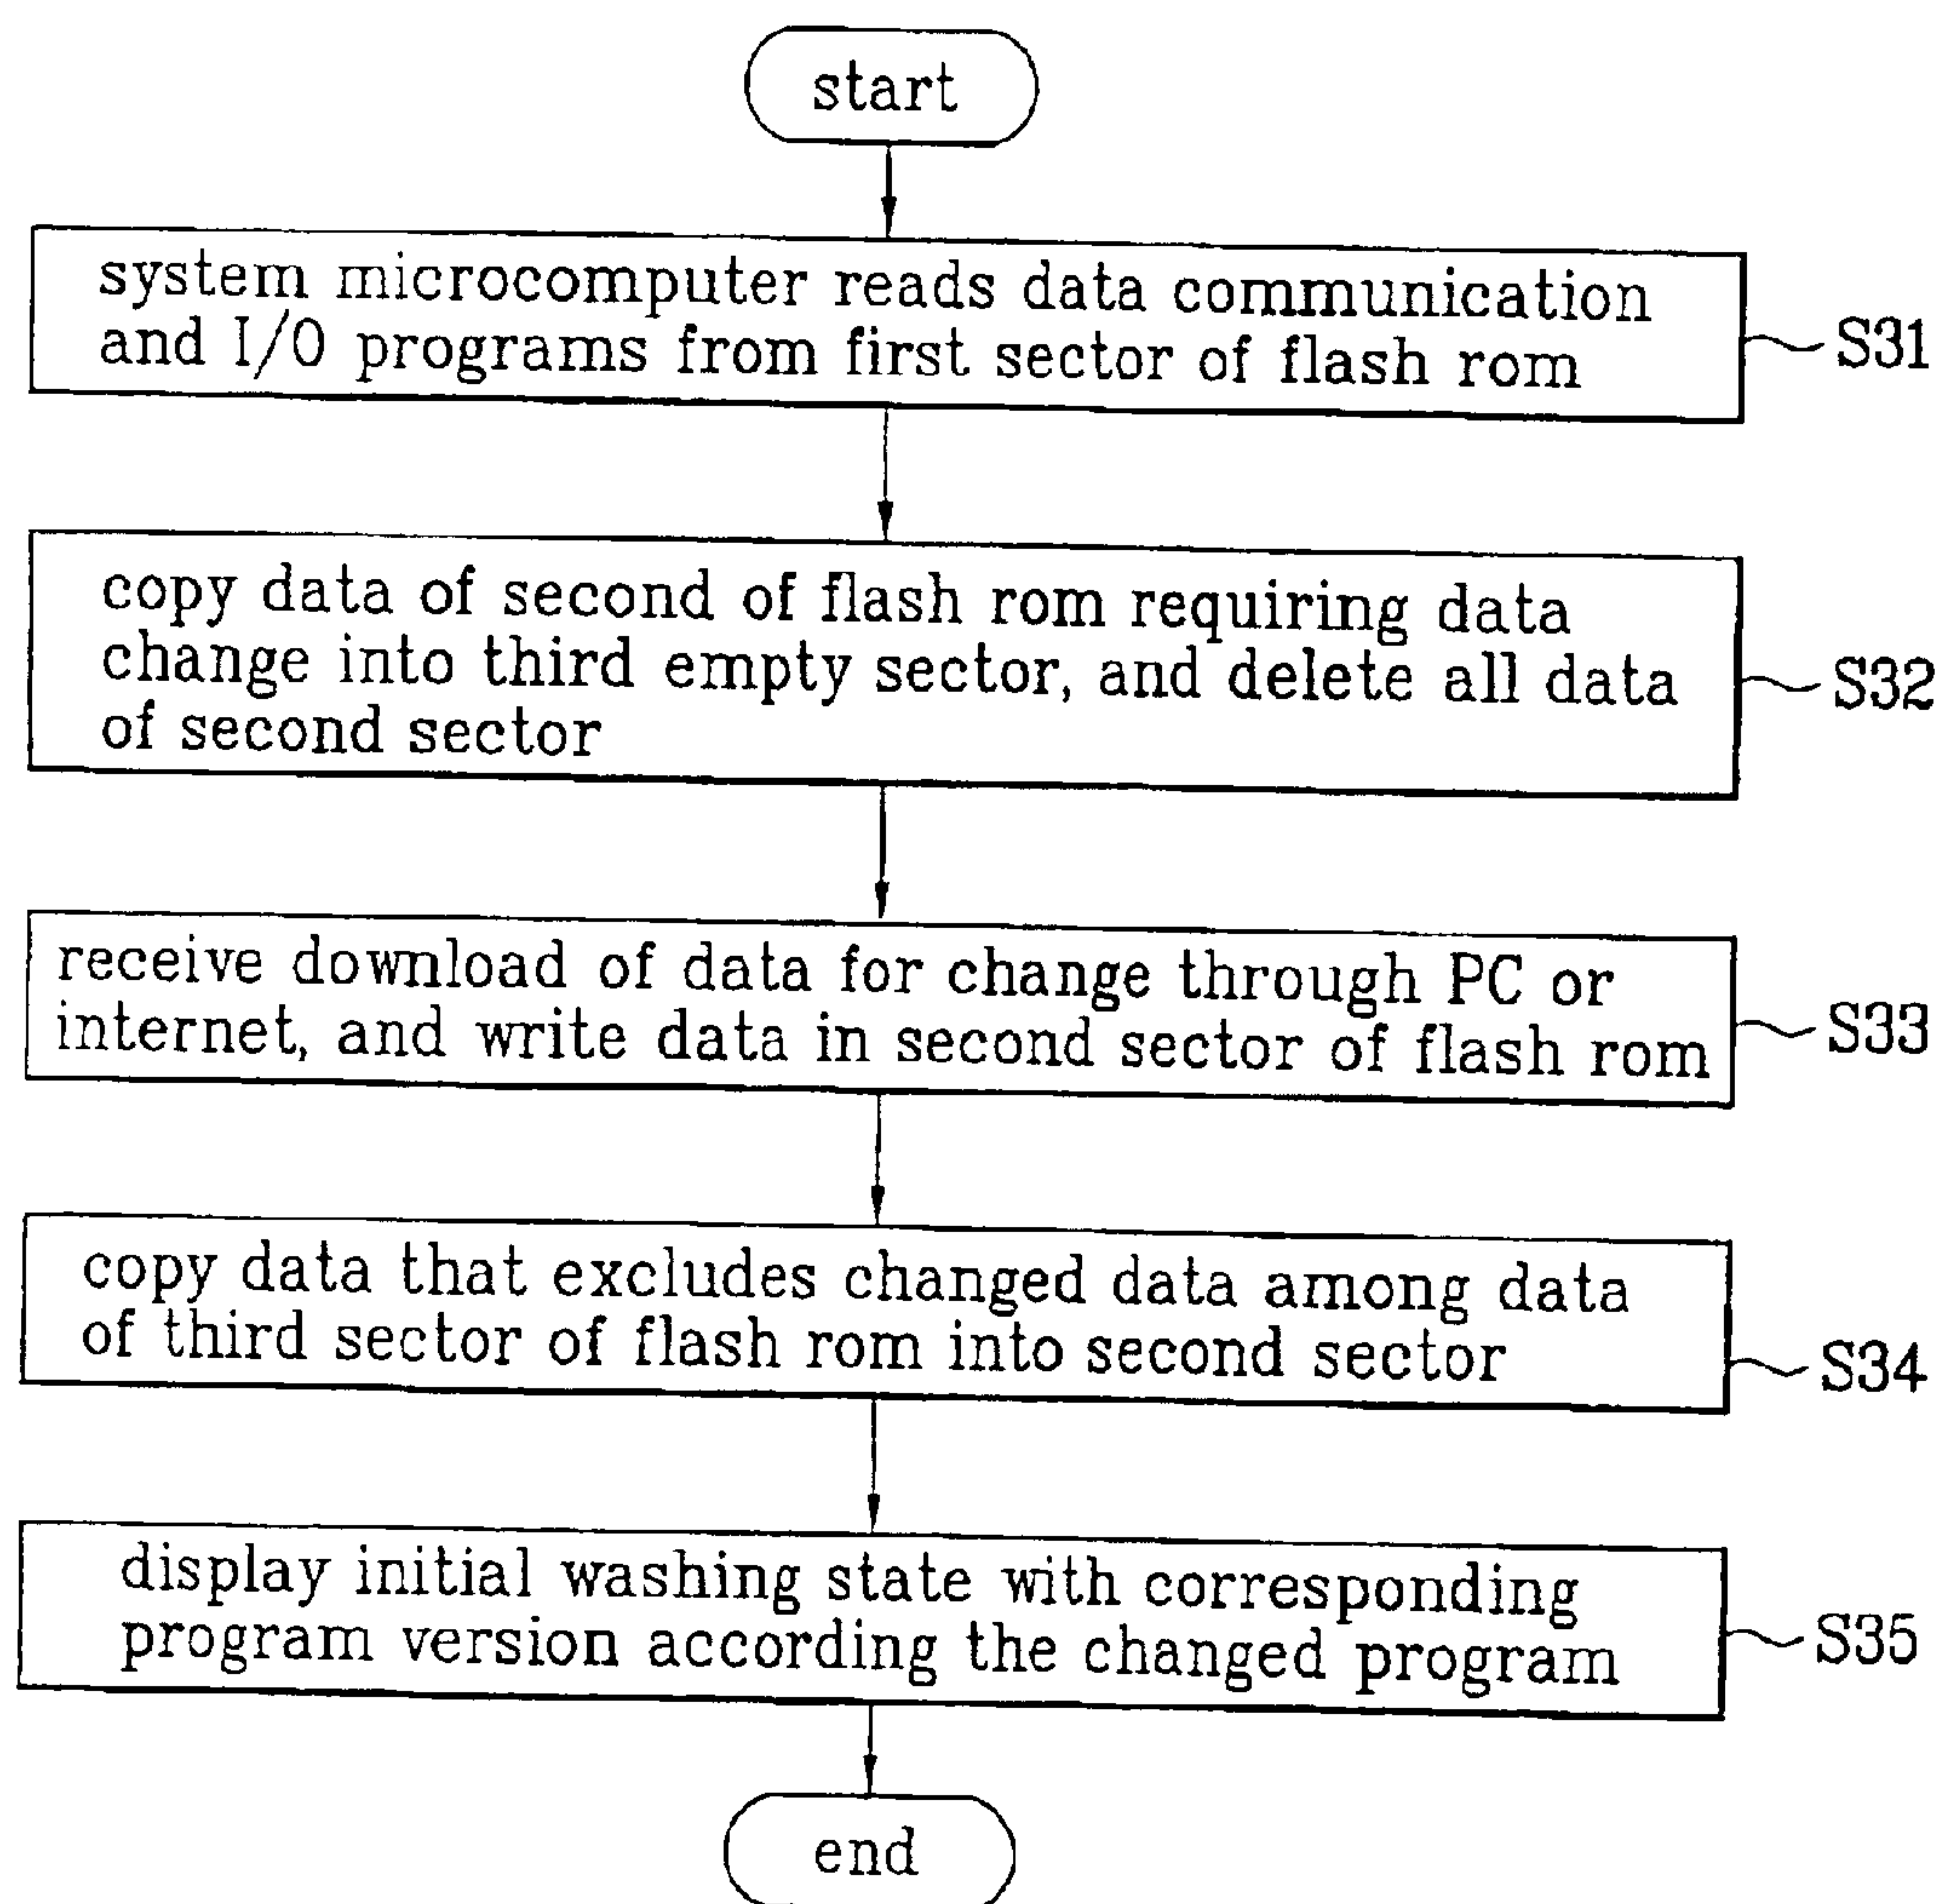 start
system microcomputer reads data communication
and I/O programs from first sector of flash rom
S31
copy data of second of flash rom requiring data
change into third empty sector, and delete all data
of second sector
S32
receive download of data for change through PC or
internet, and write data in second sector of flash rom
S33
copy data that excludes changed data among data
of third sector of flash rom into second sector
S34
display initial washing state with corresponding
program version according the changed program
S35
end